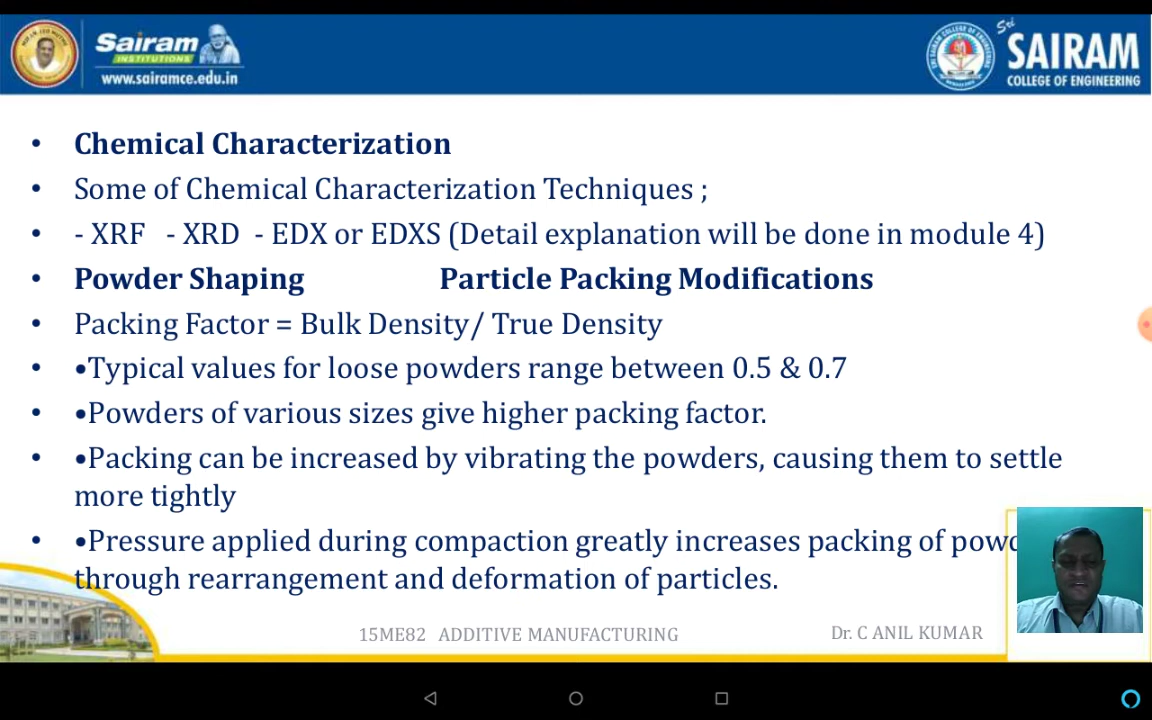 Sairam
INSTITUTIONS
www.sairamce.edu.in
Sri
SAIRAM
COLLEGE OF ENGINEERING
• Chemical Characterization
• Some of Chemical Characterization Techniques ;
• - XRF - XRD - EDX or EDXS (Detail explanation will be done in module 4)
• Powder Shaping Particle Packing Modifications
• Packing Factor = Bulk Density/ True Density
• •Typical values for loose powders range between 0.5 & 0.7
• •Powders of various sizes give higher packing factor.
• •Packing can be increased by vibrating the powders, causing them to settle
more tightly
• •Pressure applied during compaction greatly increases packing of
through rearrangement and deformation of particles.
15ME82 ADDITIVE MANUFACTURING
Dr. C ANIL KUMAR